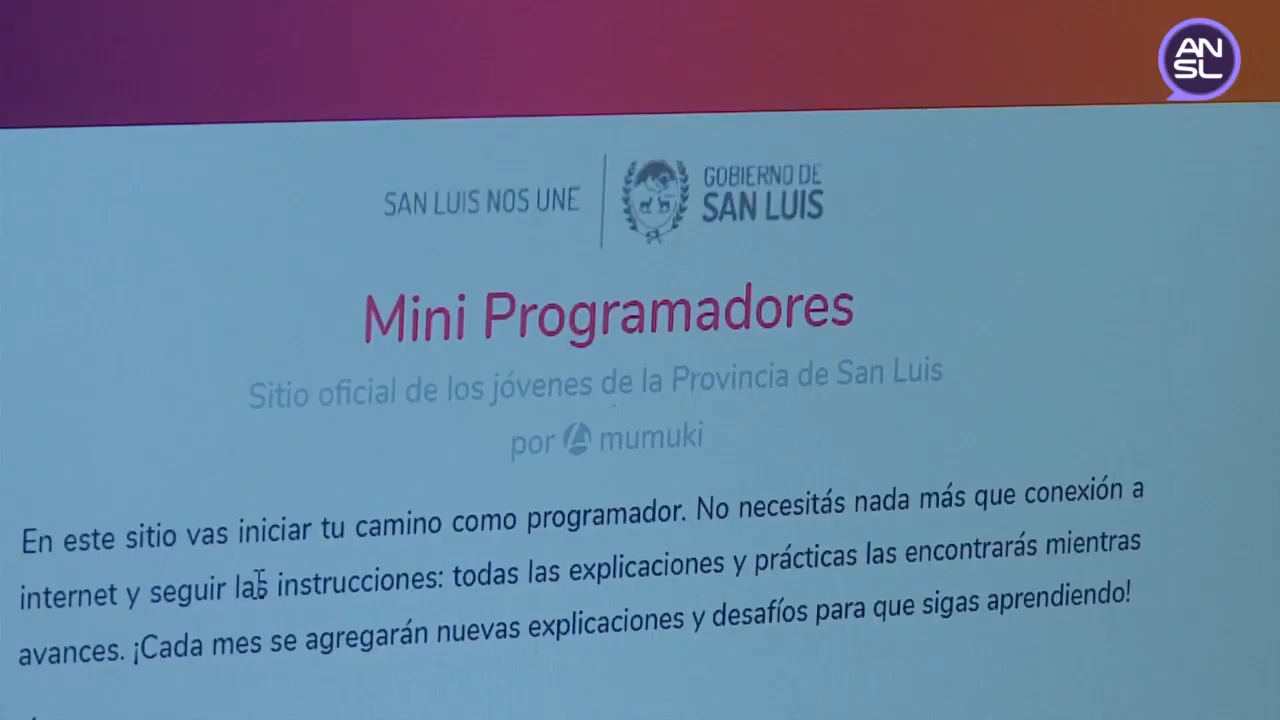 AN
SL
SAN LUIS NOS UNE
GOBIERNO DE
SAN LUIS
Mini Programadores
Sitio oficial de los jóvenes de la Provincia de San Luis
por mumuki
En este sitio vas iniciar tu camino como programador. No necesitás nada más que conexión a
internet y seguir las instrucciones: todas las explicaciones y prácticas las encontrarás mientras
avances. ¡Cada mes se agregarán nuevas explicaciones y desafíos para que sigas aprendiendo!